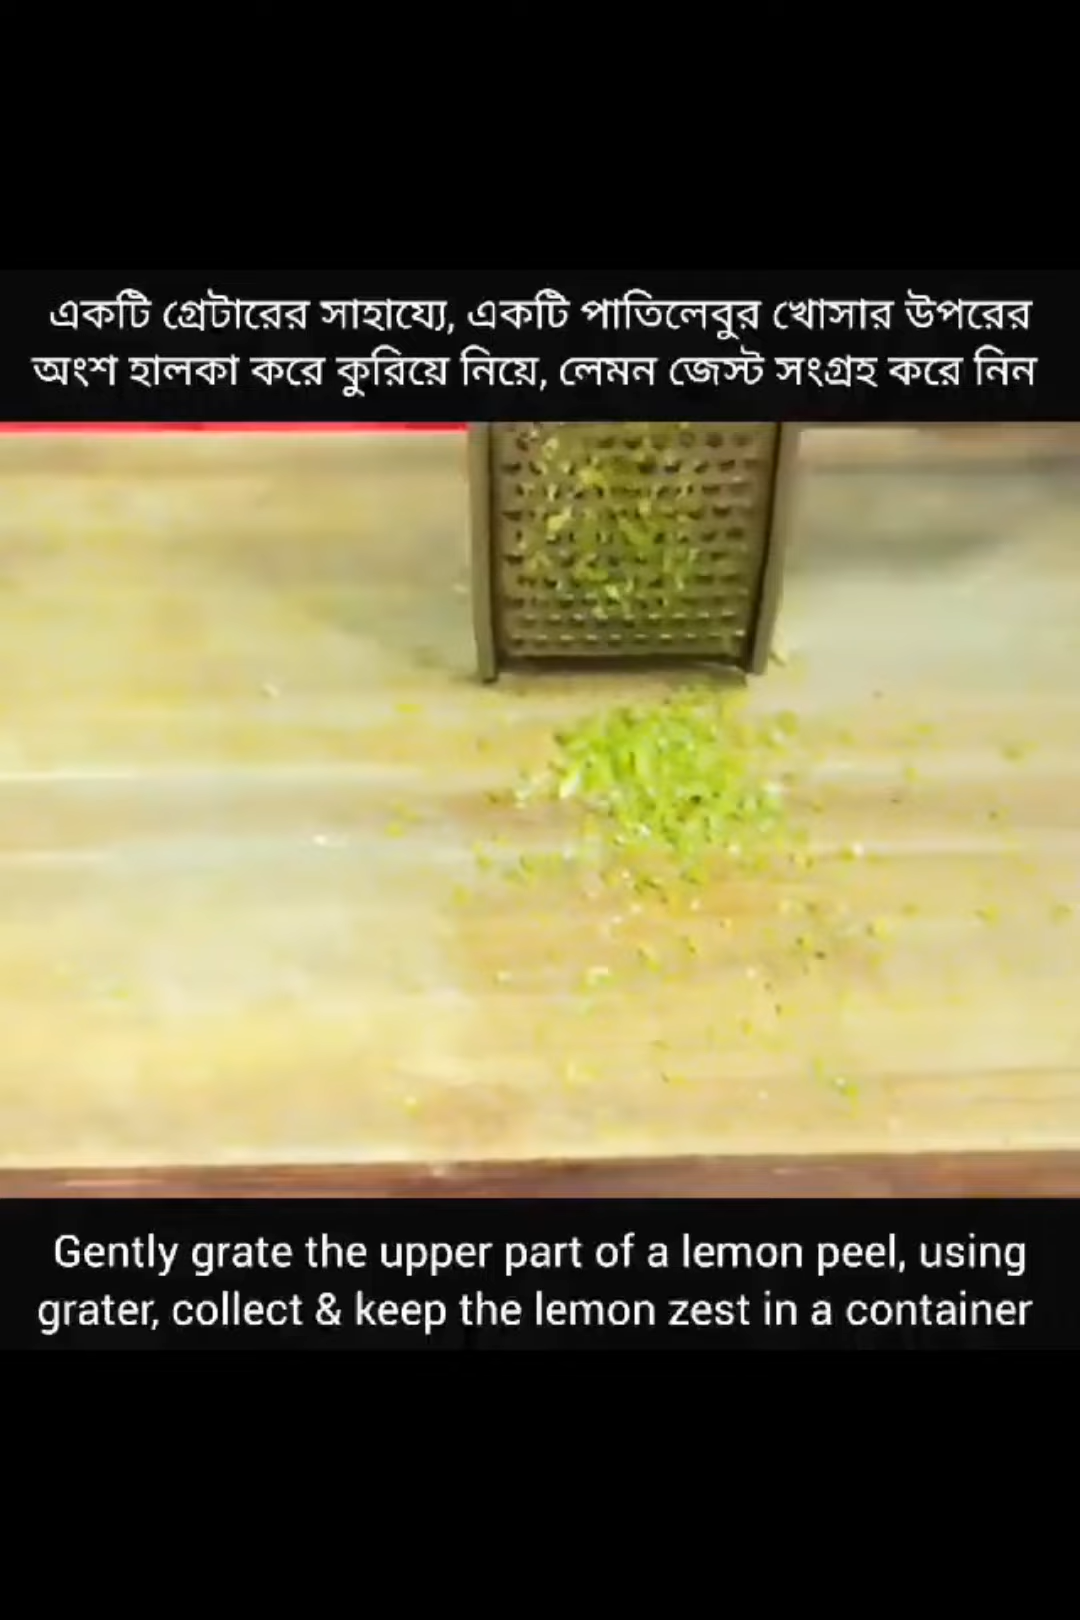 একটি গ্রেটারের সাহায্যে, একটি পাতিলেবুর খোসার উপরের
অংশ হালকা করে কুরিয়ে নিয়ে, লেমন জেস্ট সংগ্রহ করে নিন
Gently grate the upper part of a lemon peel, using
grater, collect & keep the lemon zest in a container